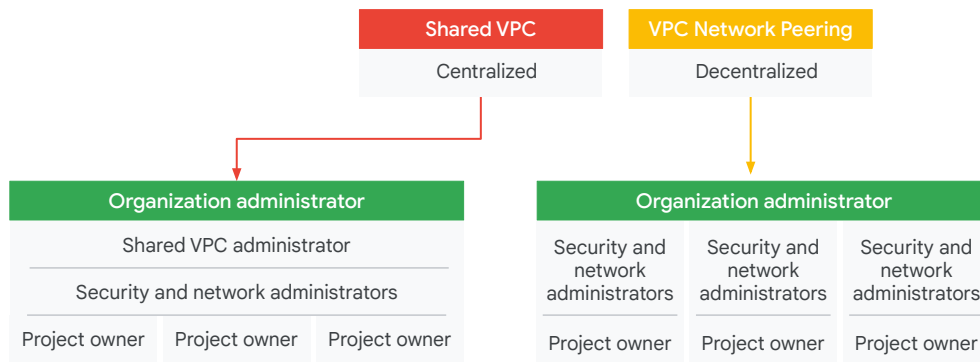 Shared VPC
Centralized
VPC Network Peering
Decentralized
Organization administrator
Shared VPC administrator
Security and network administrators
Project owner
Project owner
Project owner
Organization administrator
Security and
network
administrators
Project owner
Security and
network
administrators
Project owner
Security and
network
administrators
Project owner